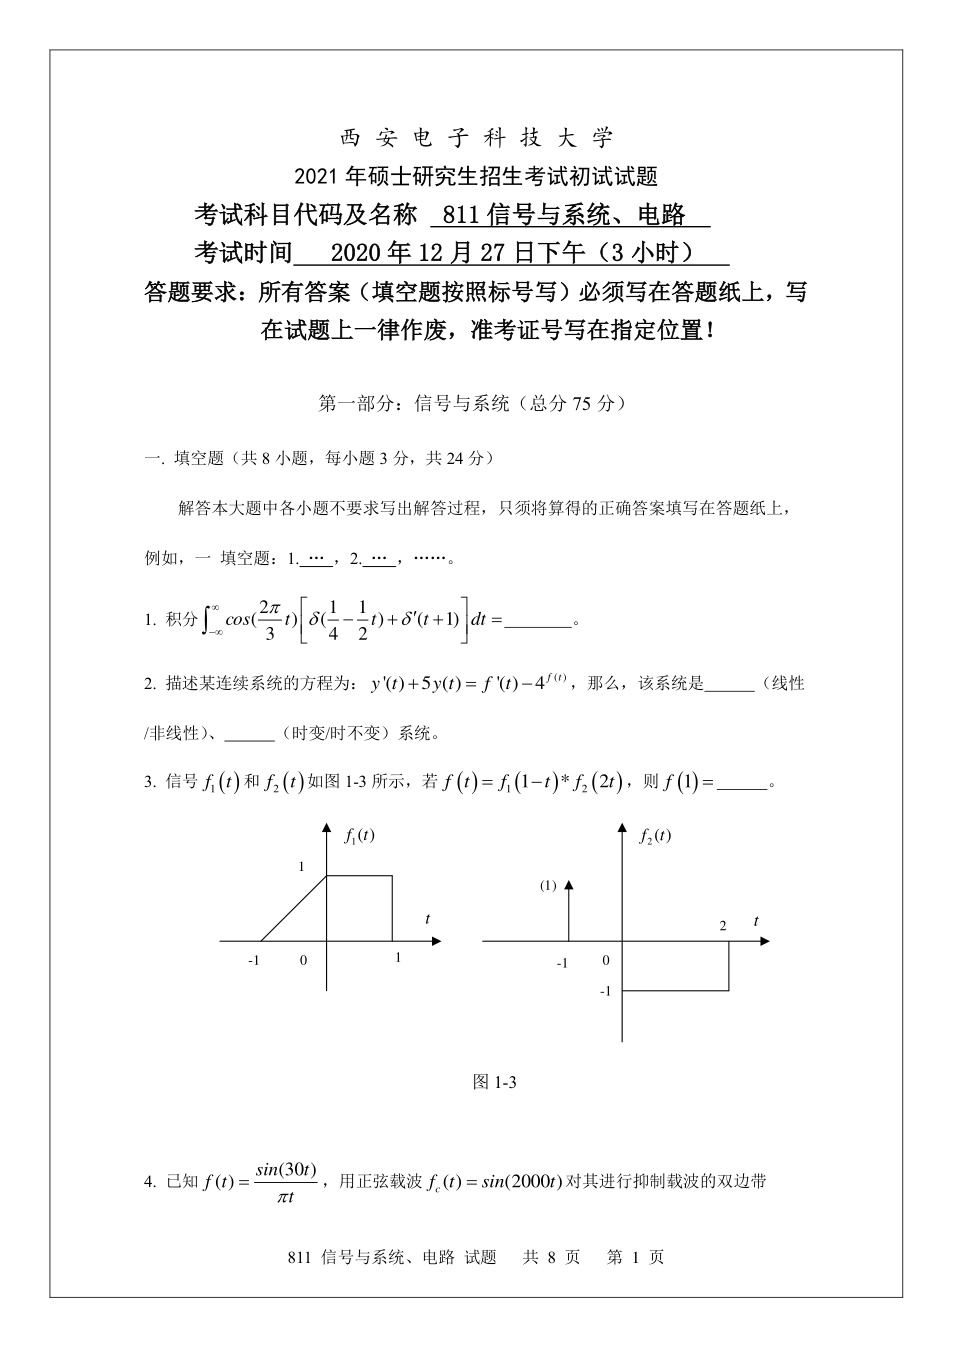 西 安 电 子 科 技 大 学
2021 年硕士研究生招生考试初试试题
考试科目代码及名称 811 信号与系统、电路
考试时间 2020 年 12 月 27 日下午（3 小时）
答题要求：所有答案（填空题按照标号写）必须写在答题纸上，写
在试题上一律作废，准考证号写在指定位置！
第一部分：信号与系统（总分 75 分）
一. 填空题（共 8 小题，每小题 3 分，共 24 分）
解答本大题中各小题不要求写出解答过程，只须将算得的正确答案填写在答题纸上，
例如，一 填空题：1. … ，2. … ，……。
1. 积分 ∫_{-∞}^{∞} cos(2π/3 t)[δ(1/4 − 1/2 t) + δ′(t + 1)]dt = ________。
2. 描述某连续系统的方程为：y'(t) + 5y(t) = f '(t) − 4^{f(t)}，那么，该系统是______（线性
/非线性）、______（时变/时不变）系统。
3. 信号 f₁(t) 和 f₂(t) 如图 1-3 所示，若 f(t) = f₁(1−t) * f₂(2t)，则 f(1) = ______。
f₁(t)
1
t
-1 0 1
f₂(t)
(1)
2 t
-1 0
-1
图 1-3
4. 已知 f(t) = sin(30t)/πt，用正弦载波 f_c(t) = sin(2000t) 对其进行抑制载波的双边带
811 信号与系统、电路 试题 共 8 页 第 1 页